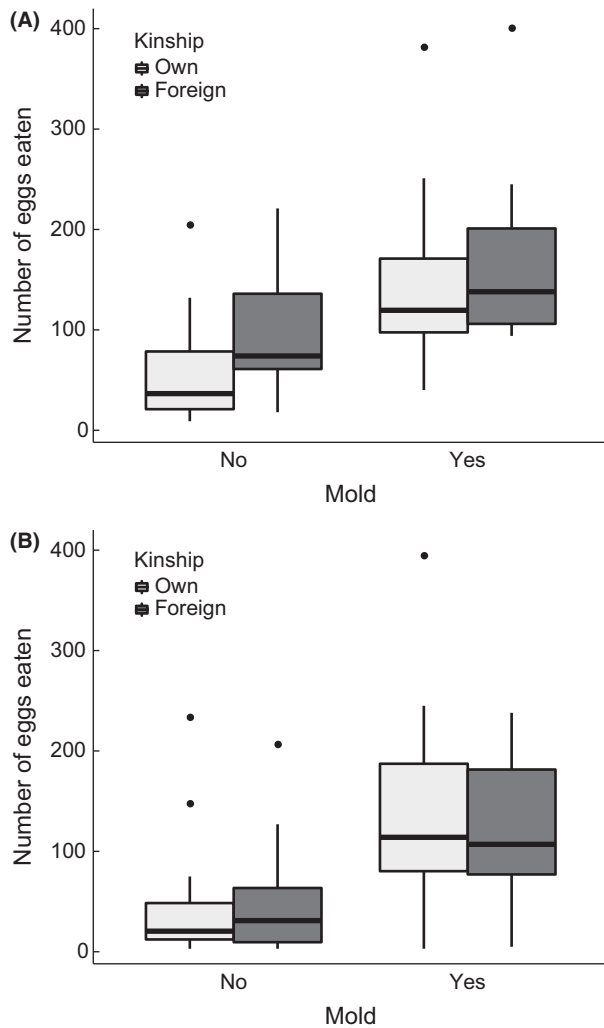 (A)
400
300
200
100
0
Number of eggs eaten
Kinship
Own
Foreign
No Yes
Mold
(B)
400
300
200
100
0
Number of eggs eaten
Kinship
Own
Foreign
No Yes
Mold